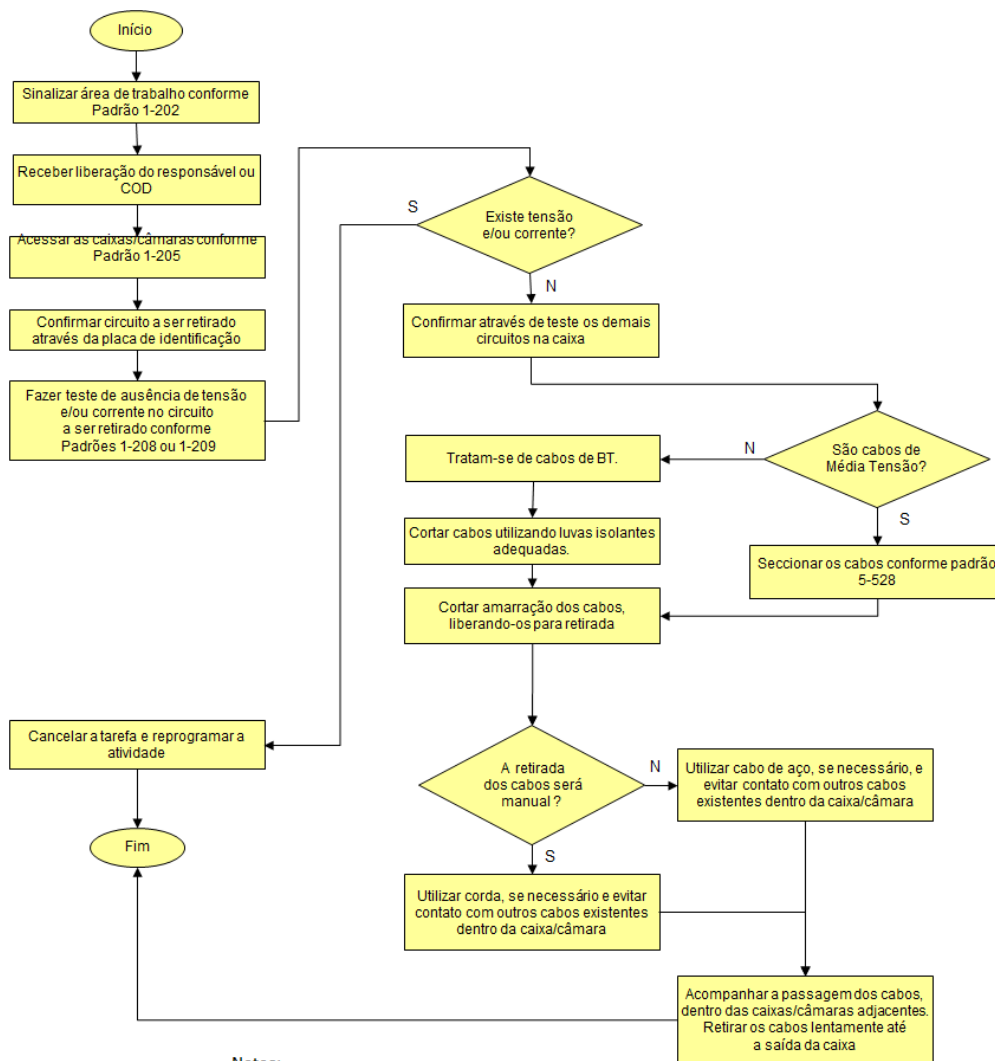 Início
Sinalizar área de trabalho conforme
Padrão 1-202
Receber liberação do responsável ou
COD
Acessar as caixas/câmaras conforme
Padrão 1-205
Confirmar circuito a ser retirado
através da placa de identificação
Fazer teste de ausência de tensão
e/ou corrente no circuito
a ser retirado conforme
Padrões 1-208 ou 1-209
Existe tensão
e/ou corrente?
S
N
Confirmar através de teste os demais
circuitos na caixa
São cabos de
Média Tensão?
N
S
Tratam-se de cabos de BT.
Cortar cabos utilizando luvas isolantes
adequadas.
Seccionar os cabos conforme padrão
5-528
Cortar amarração dos cabos,
liberando-os para retirada
Cancelar a tarefa e reprogramar a
atividade
Fim
A retirada
dos cabos será
manual ?
N
S
Utilizar cabo de aço, se necessário, e
evitar contato com outros cabos
existentes dentro da caixa/câmara
Utilizar corda, se necessário e evitar
contato com outros cabos existentes
dentro da caixa/câmara
Acompanhar a passagem dos cabos,
dentro das caixas/câmaras adjacentes.
Retirar os cabos lentamente até
a saída da caixa